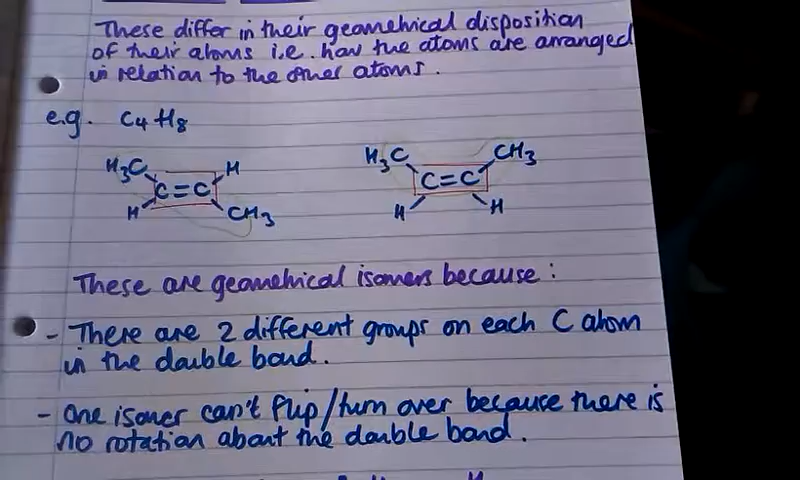 These differ in their geometrical disposition
of their atoms i.e. how the atoms are arranged
in relation to the other atoms.
e.g. C4H8
H3C H
C=C
H CH3
H3C CH3
C=C
H H
These are geometrical isomers because:
- There are 2 different groups on each C atom
in the double bond.
- One isomer can't flip/turn over because there is
no rotation about the double bond.